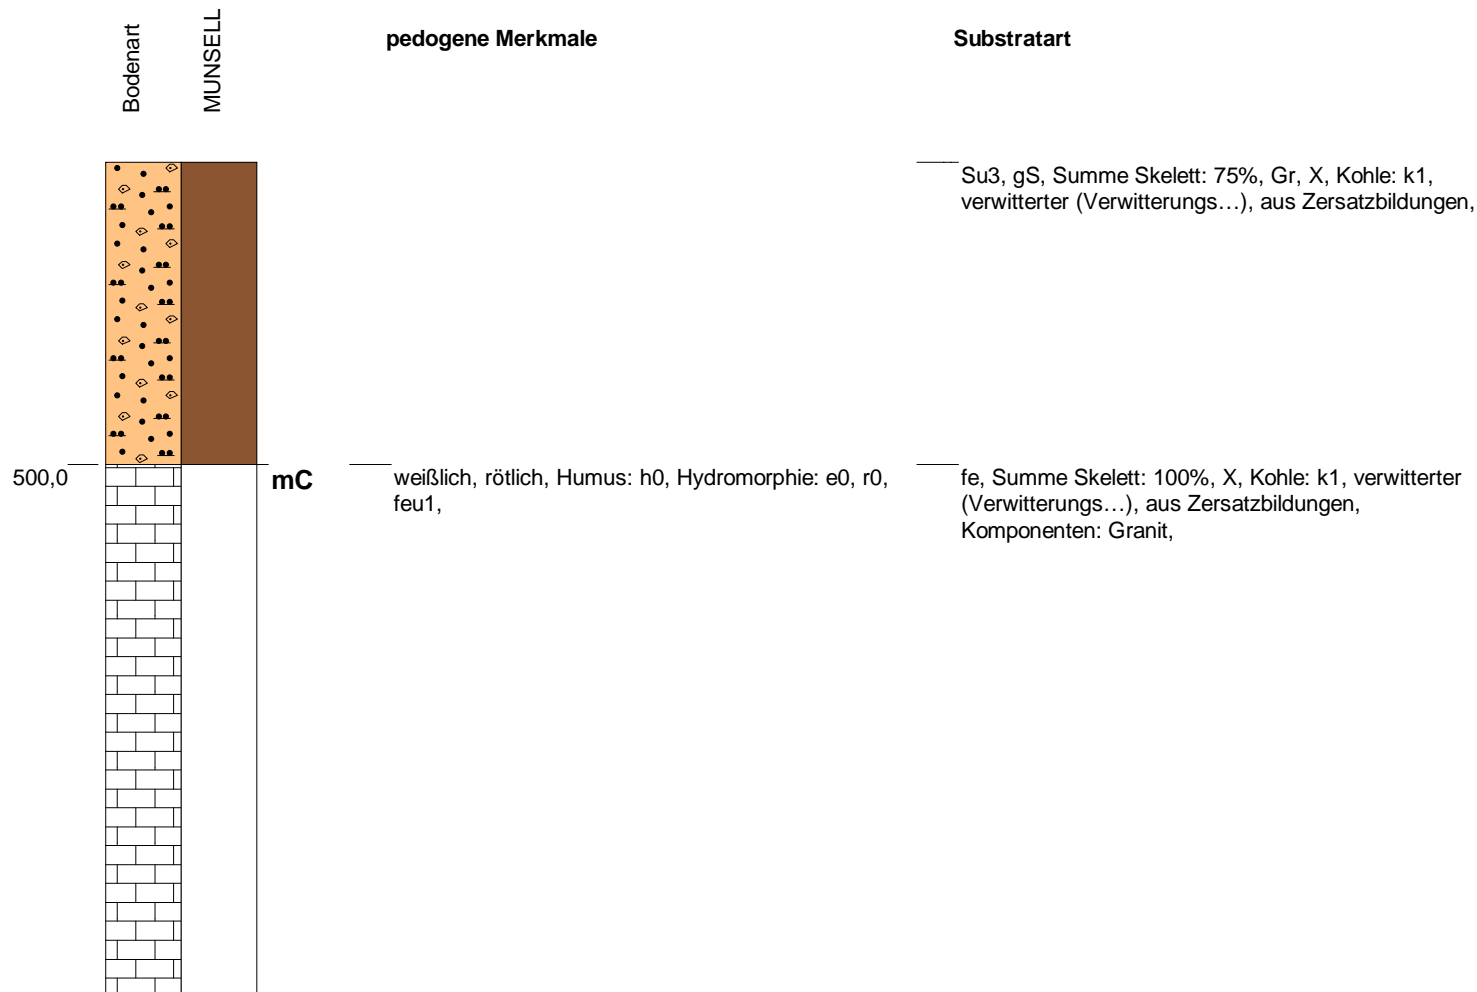 Bodenart
MUNSELL
pedogene Merkmale
Substratart
Su3, gS, Summe Skelett: 75%, Gr, X, Kohle: k1,
verwitterter (Verwitterungs…), aus Zersatzbildungen,
500,0
mC
weißlich, rötlich, Humus: h0, Hydromorphie: e0, r0,
feu1,
fe, Summe Skelett: 100%, X, Kohle: k1, verwitterter
(Verwitterungs…), aus Zersatzbildungen,
Komponenten: Granit,